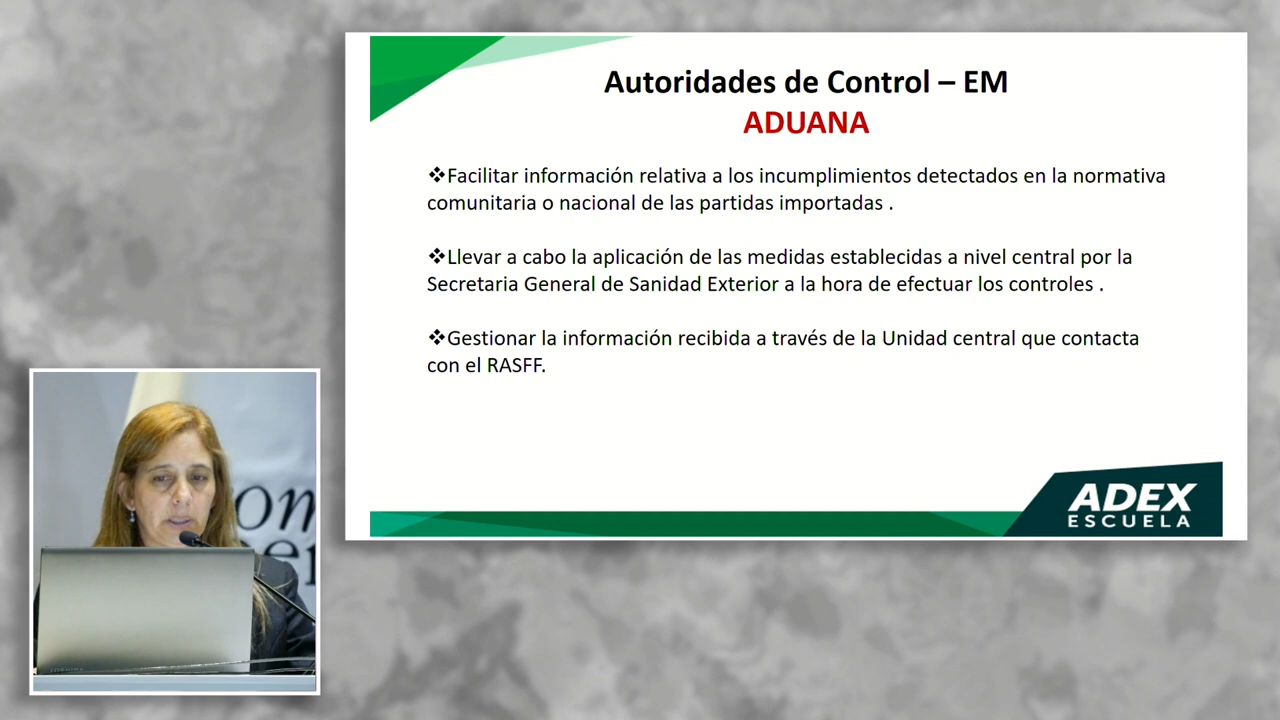 Autoridades de Control – EM
ADUANA
❖Facilitar información relativa a los incumplimientos detectados en la normativa
comunitaria o nacional de las partidas importadas .
❖Llevar a cabo la aplicación de las medidas establecidas a nivel central por la
Secretaria General de Sanidad Exterior a la hora de efectuar los controles .
❖Gestionar la información recibida a través de la Unidad central que contacta
con el RASFF.
ADEX
ESCUELA